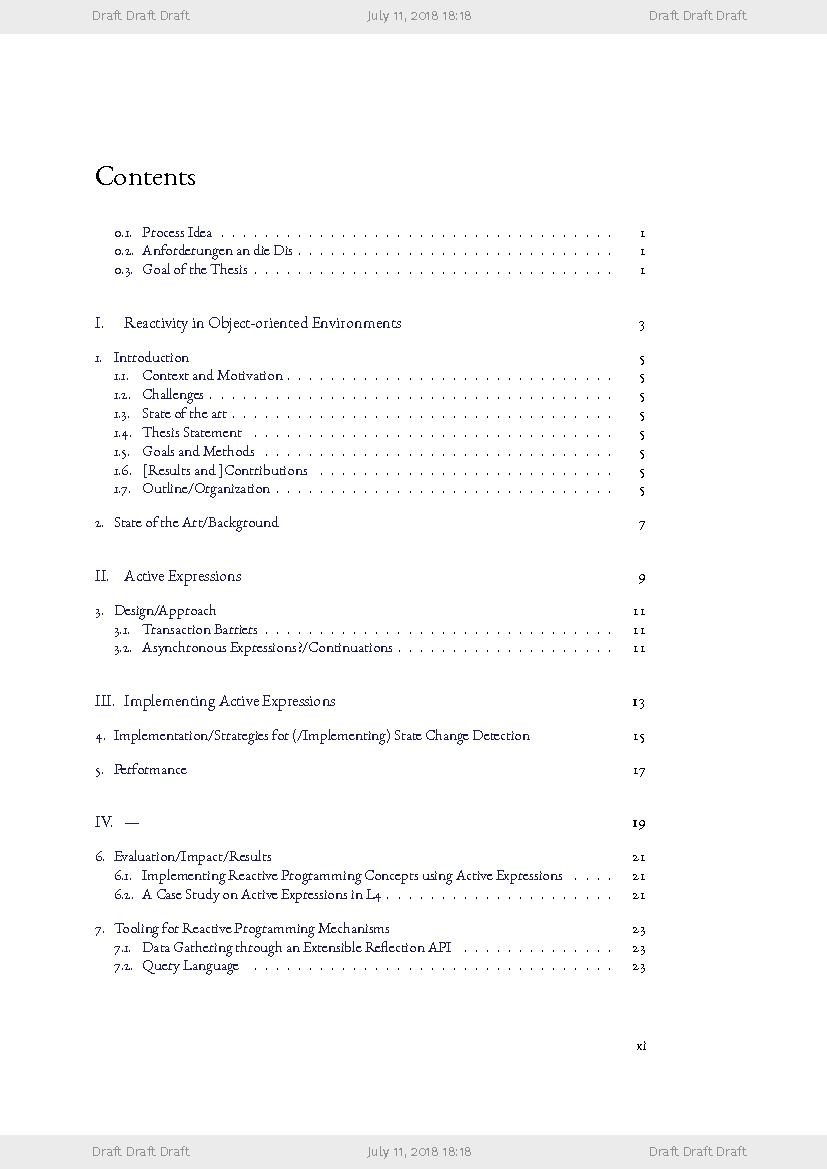 Draft Draft Draft July 11, 2018 18:18 Draft Draft Draft
Contents
0.1. Process Idea . . . . . . . . . . . . . . . . . . . . . . . . . . . . . . . . . . . . 1
0.2. Anforderungen an die Dis . . . . . . . . . . . . . . . . . . . . . . . . . . . . . 1
0.3. Goal of the Thesis . . . . . . . . . . . . . . . . . . . . . . . . . . . . . . . . . 1
I. Reactivity in Object-oriented Environments 3
1. Introduction 5
1.1. Context and Motivation . . . . . . . . . . . . . . . . . . . . . . . . . . . . . . 5
1.2. Challenges . . . . . . . . . . . . . . . . . . . . . . . . . . . . . . . . . . . . . 5
1.3. State of the art . . . . . . . . . . . . . . . . . . . . . . . . . . . . . . . . . . . 5
1.4. Thesis Statement . . . . . . . . . . . . . . . . . . . . . . . . . . . . . . . . . 5
1.5. Goals and Methods . . . . . . . . . . . . . . . . . . . . . . . . . . . . . . . . 5
1.6. [Results and ]Contributions . . . . . . . . . . . . . . . . . . . . . . . . . . . 5
1.7. Outline/Organization . . . . . . . . . . . . . . . . . . . . . . . . . . . . . . . 5
2. State of the Art/Background 7
II. Active Expressions 9
3. Design/Approach 11
3.1. Transaction Barriers . . . . . . . . . . . . . . . . . . . . . . . . . . . . . . . . 11
3.2. Asynchronous Expressions?/Continuations . . . . . . . . . . . . . . . . . . . . 11
III. Implementing Active Expressions 13
4. Implementation/Strategies for (/Implementing) State Change Detection 15
5. Performance 17
IV. — 19
6. Evaluation/Impact/Results 21
6.1. Implementing Reactive Programming Concepts using Active Expressions . . . . 21
6.2. A Case Study on Active Expressions in L4 . . . . . . . . . . . . . . . . . . . . . 21
7. Tooling for Reactive Programming Mechanisms 23
7.1. Data Gathering through an Extensible Reflection API . . . . . . . . . . . . . . 23
7.2. Query Language . . . . . . . . . . . . . . . . . . . . . . . . . . . . . . . . . 23
xi
Draft Draft Draft July 11, 2018 18:18 Draft Draft Draft